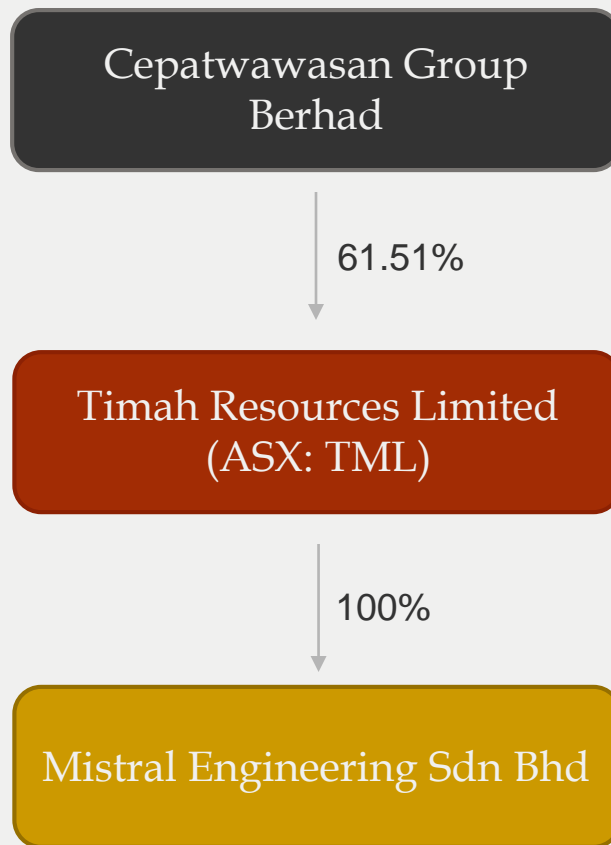 Cepatwawasan Group
Berhad
61.51%
Timah Resources Limited
(ASX: TML)
100%
Mistral Engineering Sdn Bhd